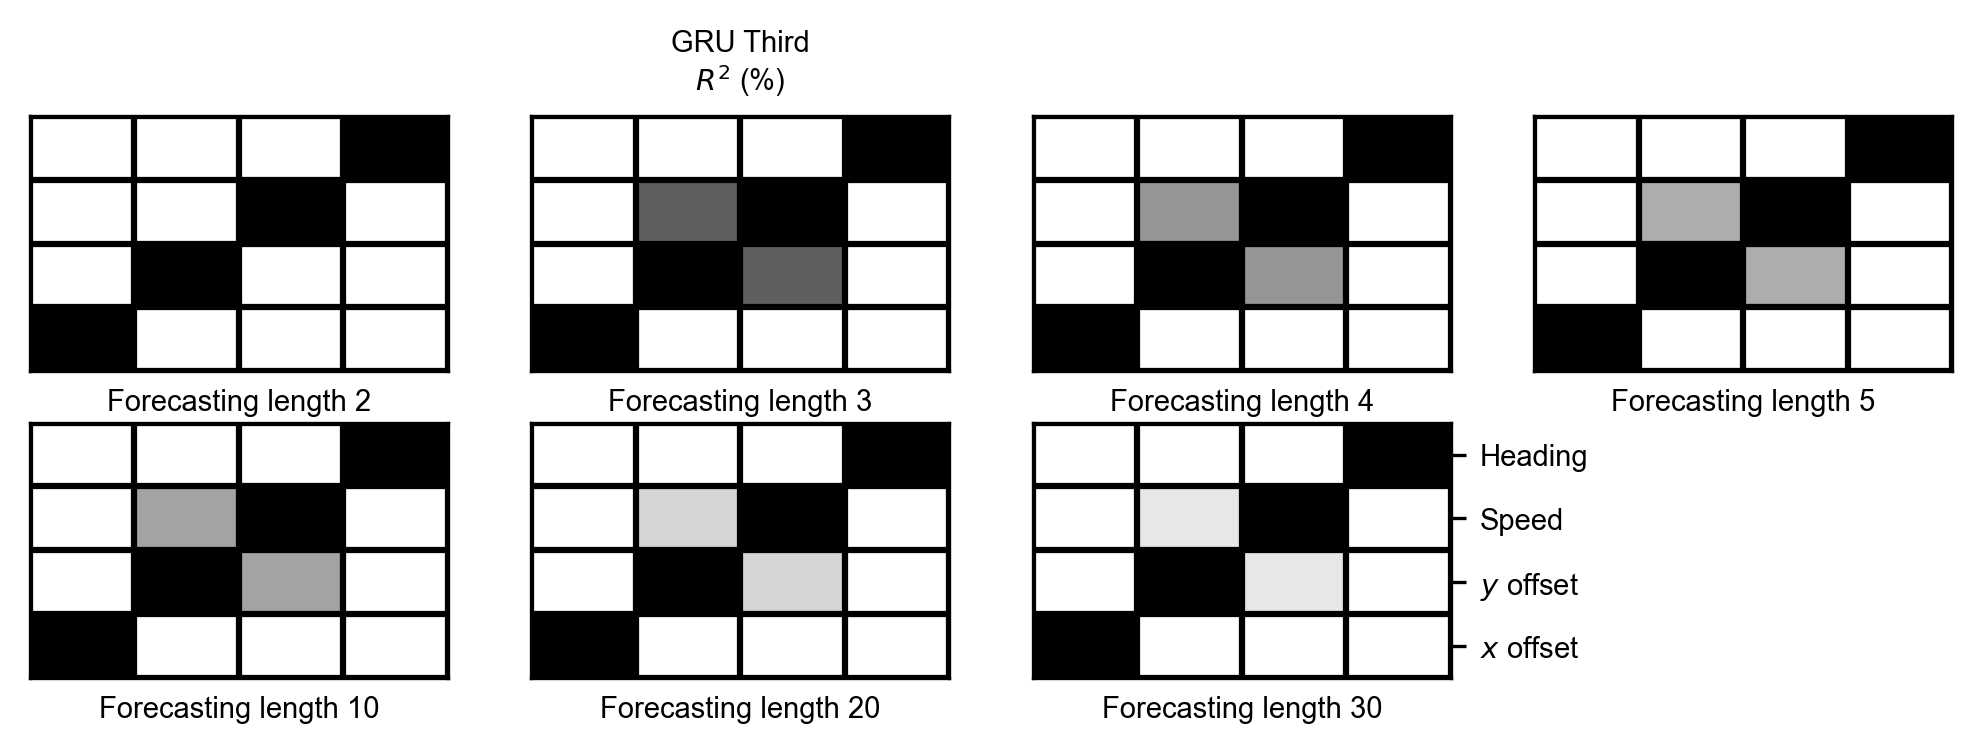 GRU Third
R² (%)
Forecasting length 2
Forecasting length 3
Forecasting length 4
Forecasting length 5
Heading
Speed
y offset
x offset
Forecasting length 10
Forecasting length 20
Forecasting length 30